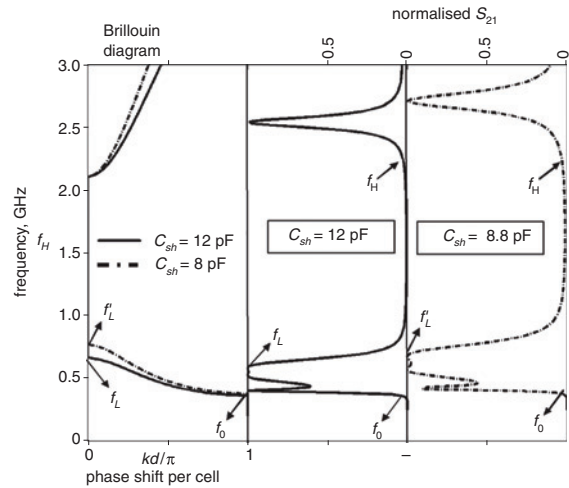 Brillouin
diagram
normalised S21
0.5
0
0.5
0
3.0
2.5
2.0
1.5
1.0
0.5
0
frequency, GHz
fH
Csh = 12 pF
Csh = 8 pF
f'L
fL
f0
fH
Csh = 12 pF
fL
f0
fH
Csh = 8.8 pF
f'L
f0
0
kd/π
1
–
phase shift per cell